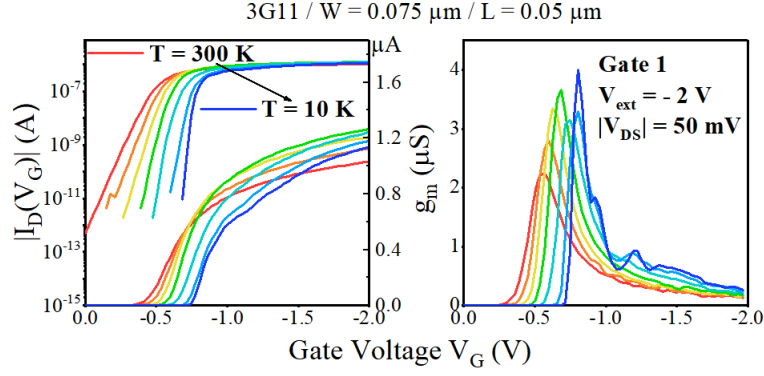 3G11 / W = 0.075 µm / L = 0.05 µm
|I_D(V_G)| (A)
10⁻⁷
10⁻⁹
10⁻¹¹
10⁻¹³
10⁻¹⁵
T = 300 K
T = 10 K
µA
1.6
1.2
0.8
0.4
0.0
0.0 -0.5 -1.0 -1.5 -2.0
g_m (µS)
4
3
2
1
0
Gate 1
V_ext = - 2 V
|V_DS| = 50 mV
0.0 -0.5 -1.0 -1.5 -2.0
Gate Voltage V_G (V)